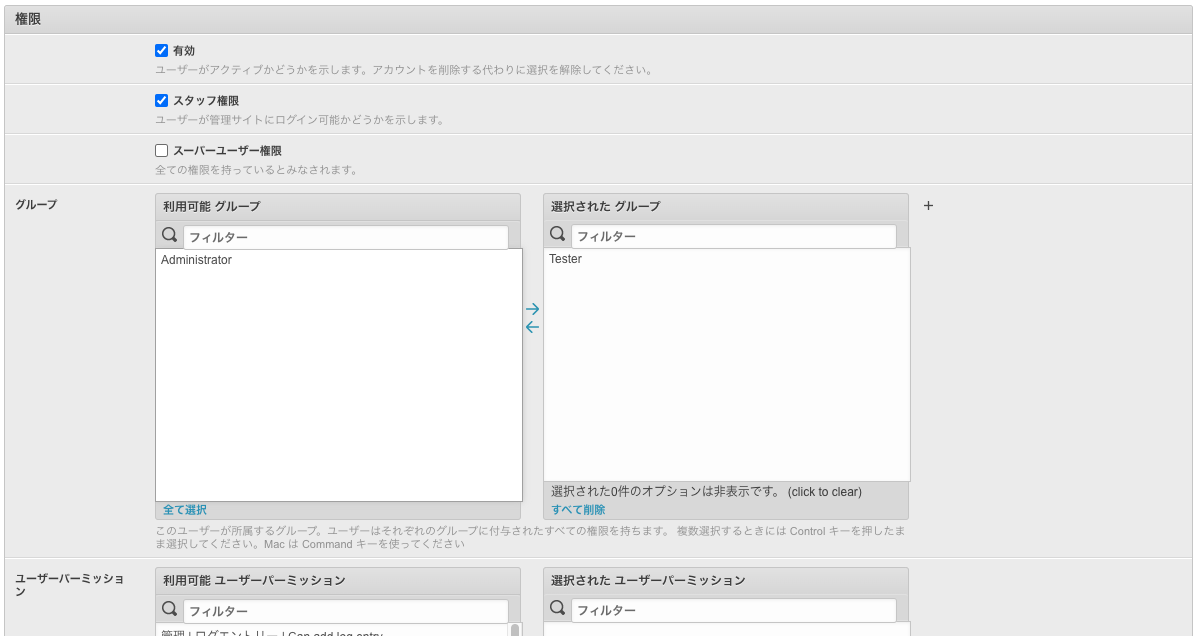 権限
有効
ユーザーがアクティブかどうかを示します。アカウントを削除する代わりに選択を解除してください。
スタッフ権限
ユーザーが管理サイトにログイン可能かどうかを示します。
スーパーユーザー権限
全ての権限を持っているとみなされます。
グループ
利用可能 グループ
選択された グループ
+
フィルター
フィルター
Administrator
Tester
選択された0件のオプションは非表示です。 (click to clear)
全て選択
すべて削除
このユーザーが所属するグループ。ユーザーはそれぞれのグループに付与されたすべての権限を持ちます。 複数選択するときには Control キーを押したま
ま選択してください。Mac は Command キーを使ってください
ユーザーパーミッショ
ン
利用可能 ユーザーパーミッション
選択された ユーザーパーミッション
フィルター
フィルター
管理 | ログエントリー | Can add log entry